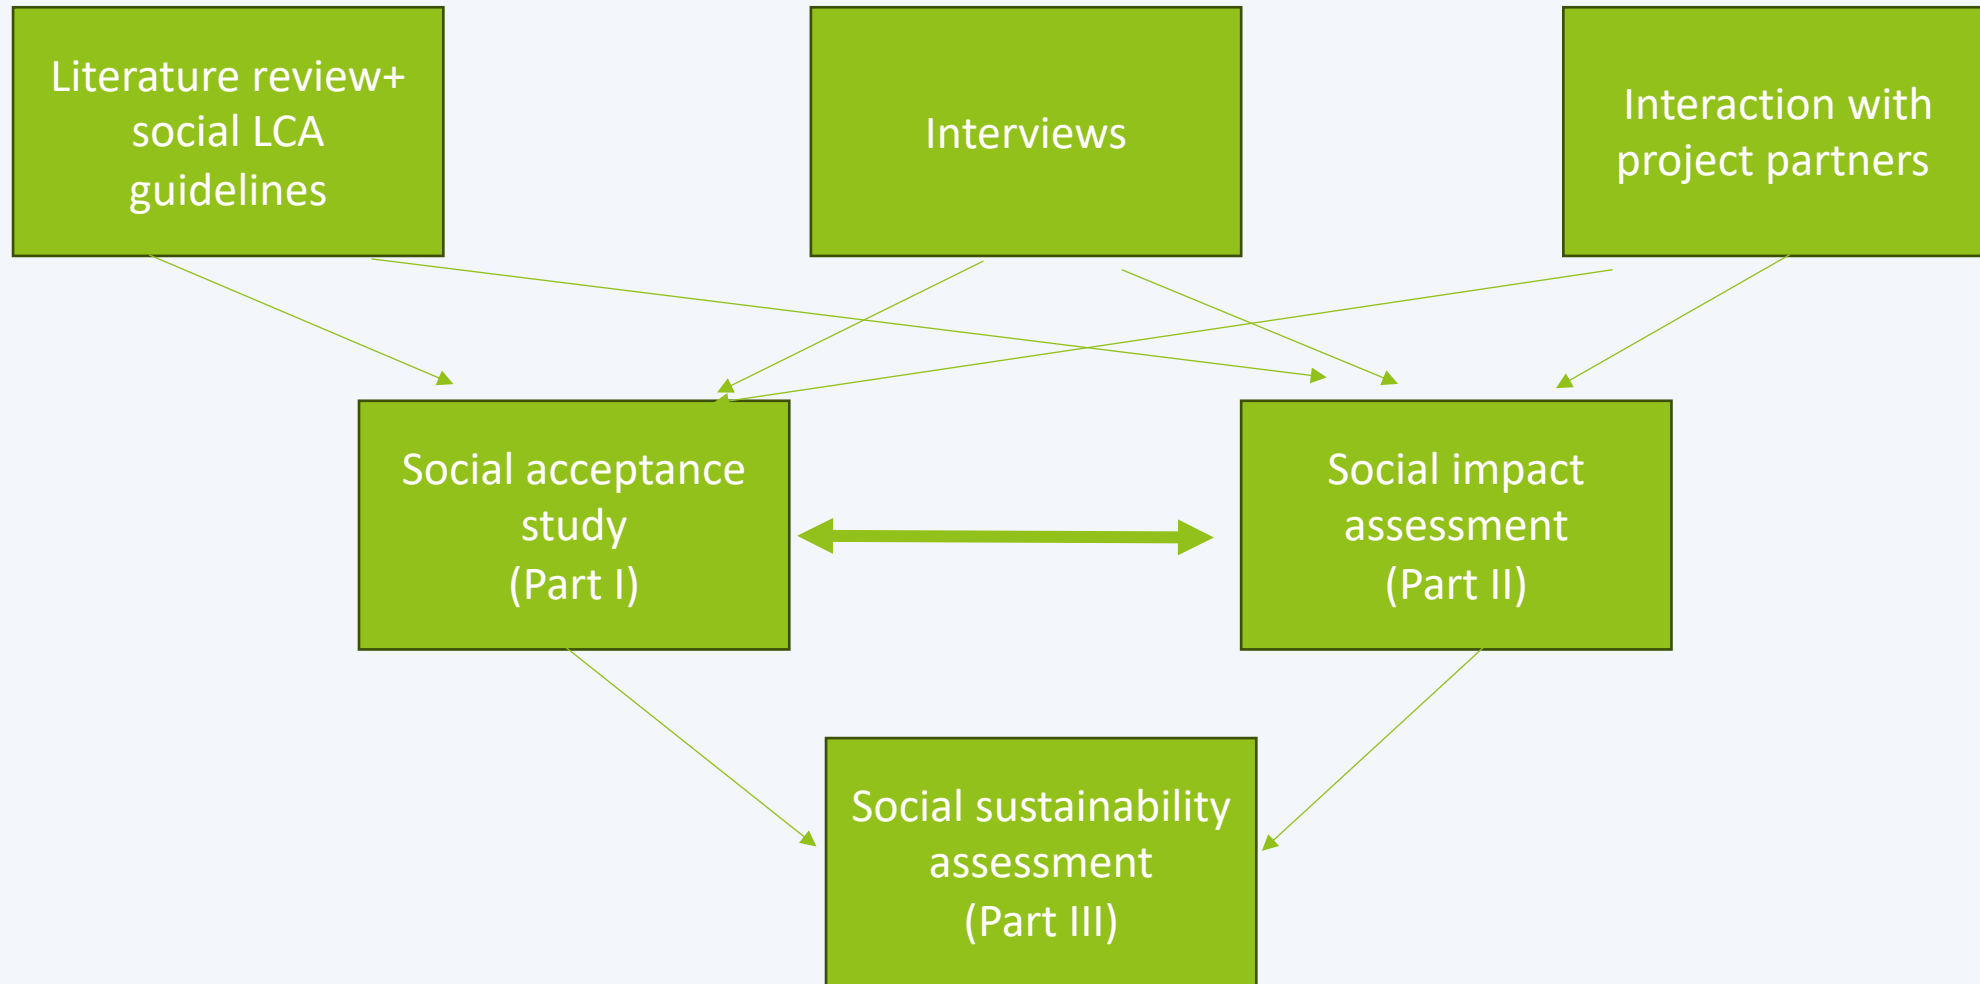 Literature review+
social LCA
guidelines
Interviews
Interaction with
project partners
Social acceptance
study
(Part I)
Social impact
assessment
(Part II)
Social sustainability
assessment
(Part III)